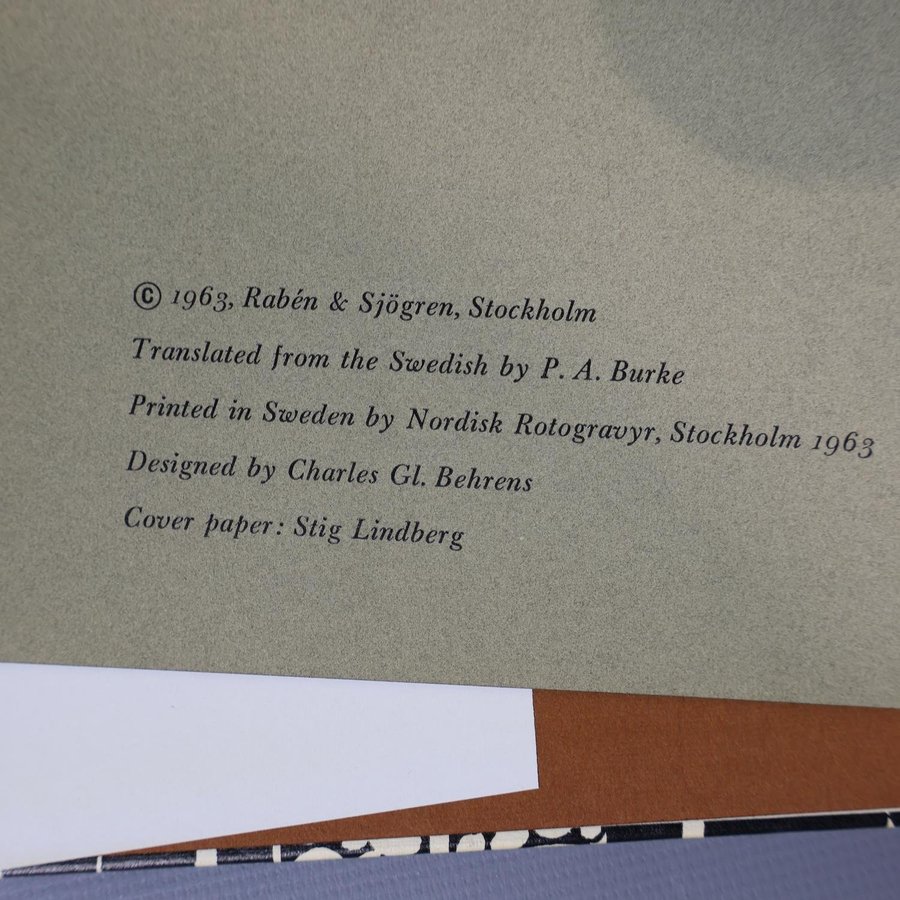 © 1963, Rabén & Sjögren, Stockholm
Translated from the Swedish by P. A. Burke
Printed in Sweden by Nordisk Rotogravyr, Stockholm 1963
Designed by Charles Gl. Behrens
Cover paper: Stig Lindberg